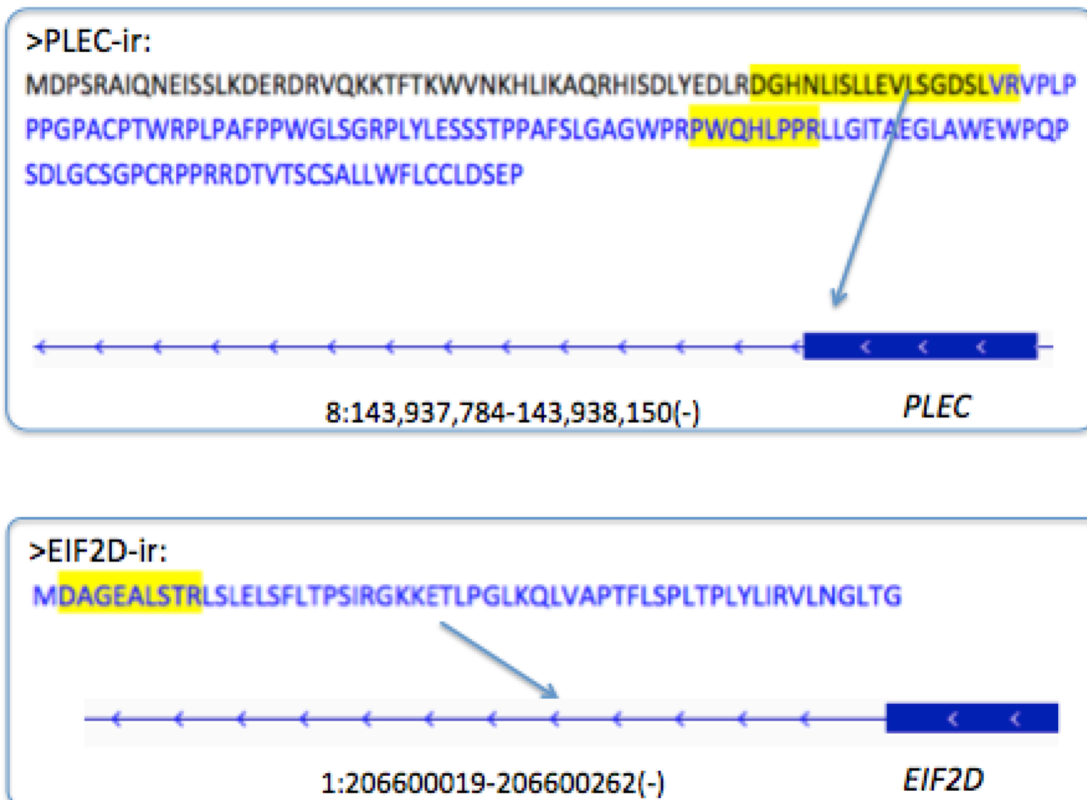 >PLEC-ir:
MDPSRAIQNEISSLKDERDRVQKKTFTKWVNKHLIKAQRHISDLYEDLRDGHNLISLLEVLSGDSLVRVPLP
PPGPACPTWRPLPAFPPWGLSGRPLYLESSSTPPAFSLGAGWPRPWQHLPPRLLGITAEGLAWEWPQP
SDLGCSGPCRPPRRDTVTSCSALLWFLCCLDSEP
8:143,937,784-143,938,150(-)
PLEC
>EIF2D-ir:
MDAGEALSTRLSLELSFLTPSIRGKKETLPGLKQLVAPTFLSPLTPLYLIRVLNGLTG
1:206600019-206600262(-)
EIF2D